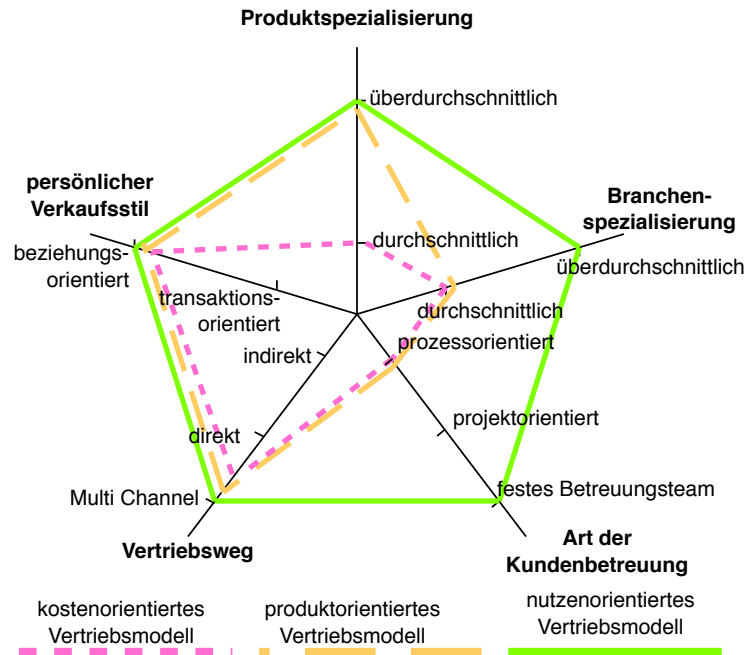 Produktspezialisierung
überdurchschnittlich
persönlicher
Verkaufsstil
Branchen-
spezialisierung
beziehungs-
orientiert
durchschnittlich
überdurchschnittlich
transaktions-
orientiert
durchschnittlich
indirekt
prozessorientiert
direkt
projektorientiert
Multi Channel
festes Betreuungsteam
Vertriebsweg
Art der
Kundenbetreuung
kostenorientiertes
Vertriebsmodell
produktorientiertes
Vertriebsmodell
nutzenorientiertes
Vertriebsmodell